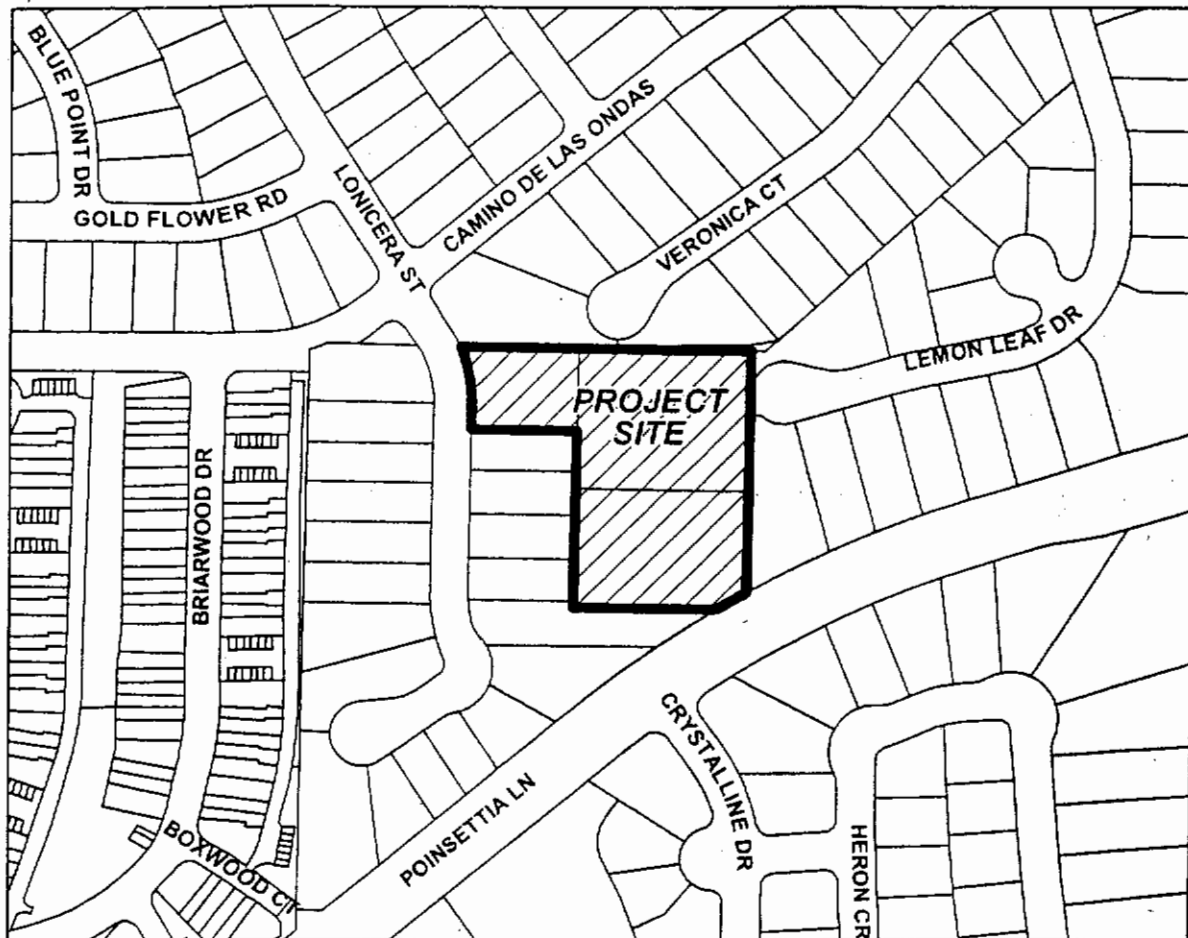 BLUE POINT DR
GOLD FLOWER RD
LONICERA ST
CAMINO DE LAS ONDAS
VERONICA CT
LEMON LEAF DR
PROJECT
SITE
BRIARWOOD DR
BOXWOOD CT
POINSETTIA LN
CRYSTALLINE DR
HERON CR